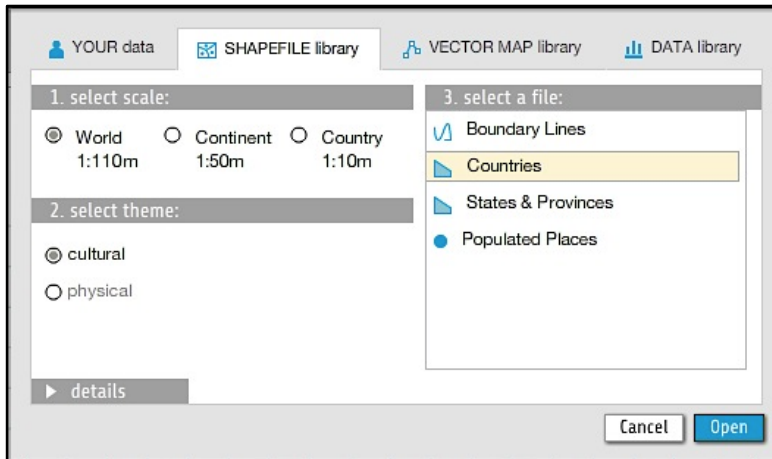 YOUR data
SHAPEFILE library
VECTOR MAP library
DATA library
1. select scale:
World
1:110m
Continent
1:50m
Country
1:10m
2. select theme:
cultural
physical
details
3. select a file:
Boundary Lines
Countries
States & Provinces
Populated Places
Cancel
Open